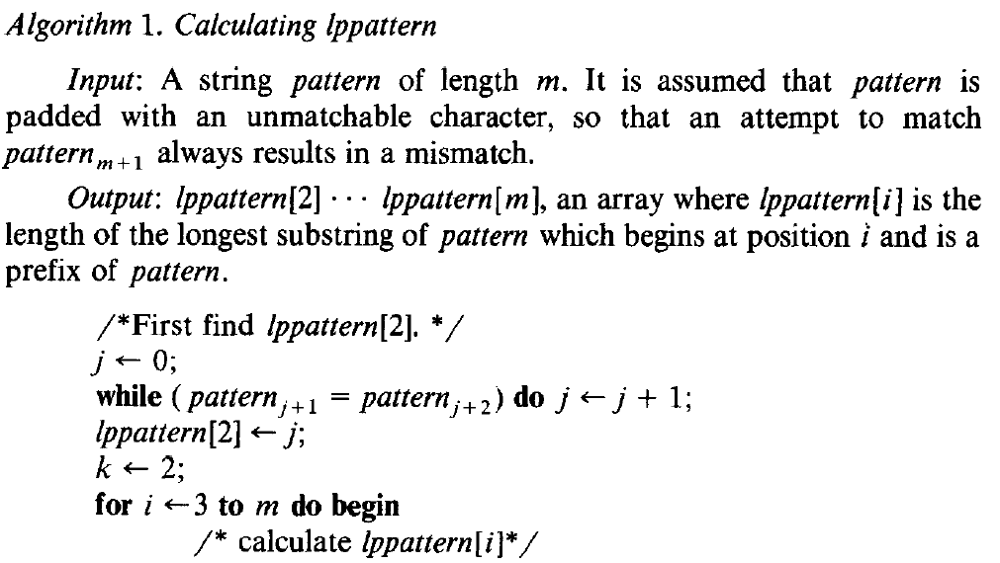 Algorithm 1. Calculating lppattern
Input: A string pattern of length m. It is assumed that pattern is
padded with an unmatchable character, so that an attempt to match
pattern_{m+1} always results in a mismatch.
Output: lppattern[2] · · · lppattern[m], an array where lppattern[i] is the
length of the longest substring of pattern which begins at position i and is a
prefix of pattern.
/*First find lppattern[2]. */
j ← 0;
while ( pattern_{j+1} = pattern_{j+2}) do j ← j + 1;
lppattern[2] ← j;
k ← 2;
for i ←3 to m do begin
/* calculate lppattern[i]*/